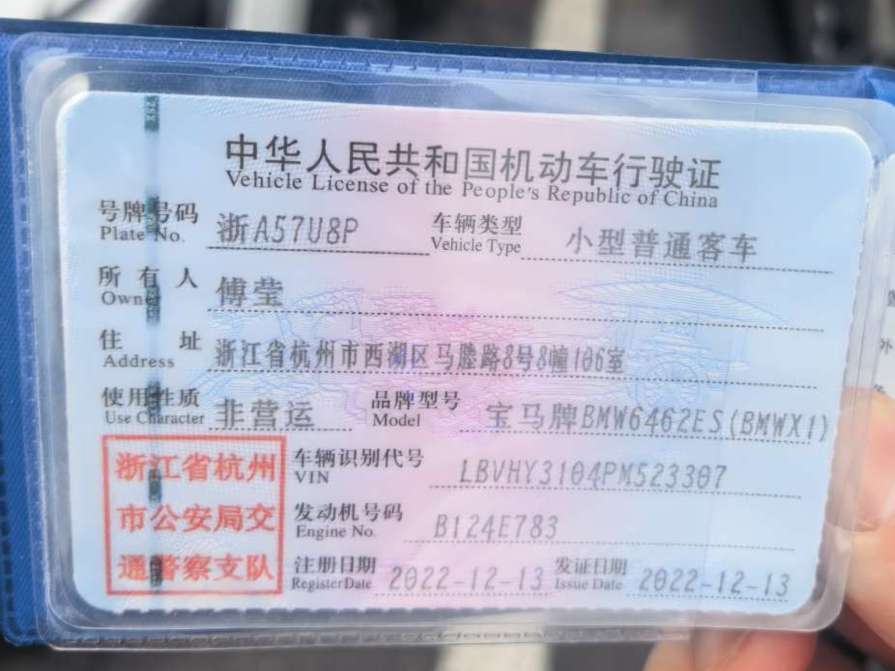 中华人民共和国机动车行驶证
Vehicle License of the People's Republic of China
号牌号码 浙A57U8P 车辆类型 小型普通客车
Plate No. Vehicle Type
所有人 傅莹
Owner
住址 浙江省杭州市西湖区马塍路8号8幢106室
Address
使用性质 非营运 品牌型号 宝马牌BMW6462ES(BMWX1)
Use Character Model
浙江省杭州
市公安局交
通警察支队
车辆识别代号 LBVHY3104PM523307
VIN
发动机号码 B124E783
Engine No.
注册日期 2022-12-13 发证日期 2022-12-13
Register Date Issue Date